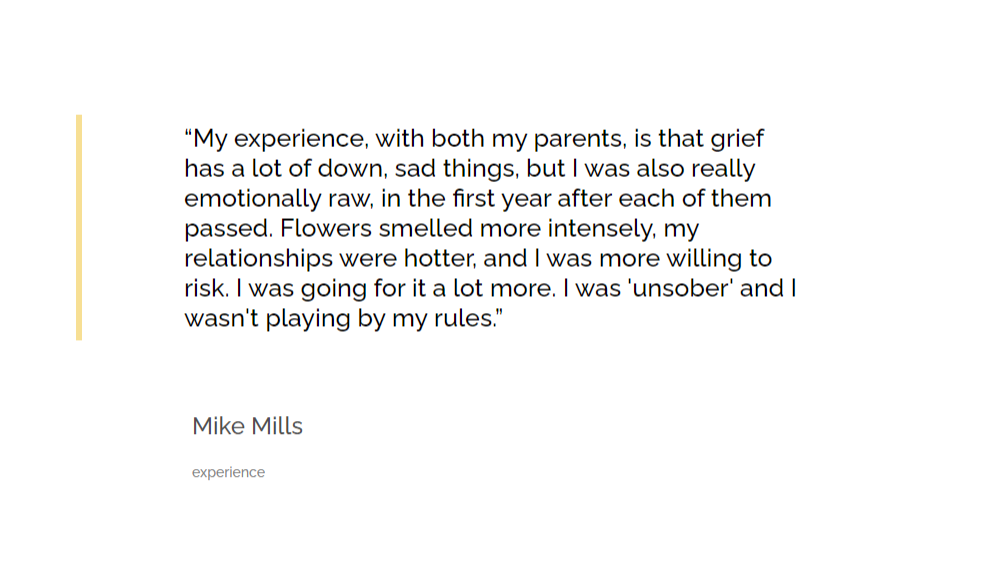 “My experience, with both my parents, is that grief
has a lot of down, sad things, but I was also really
emotionally raw, in the first year after each of them
passed. Flowers smelled more intensely, my
relationships were hotter, and I was more willing to
risk. I was going for it a lot more. I was 'unsober' and I
wasn't playing by my rules.”
Mike Mills
experience